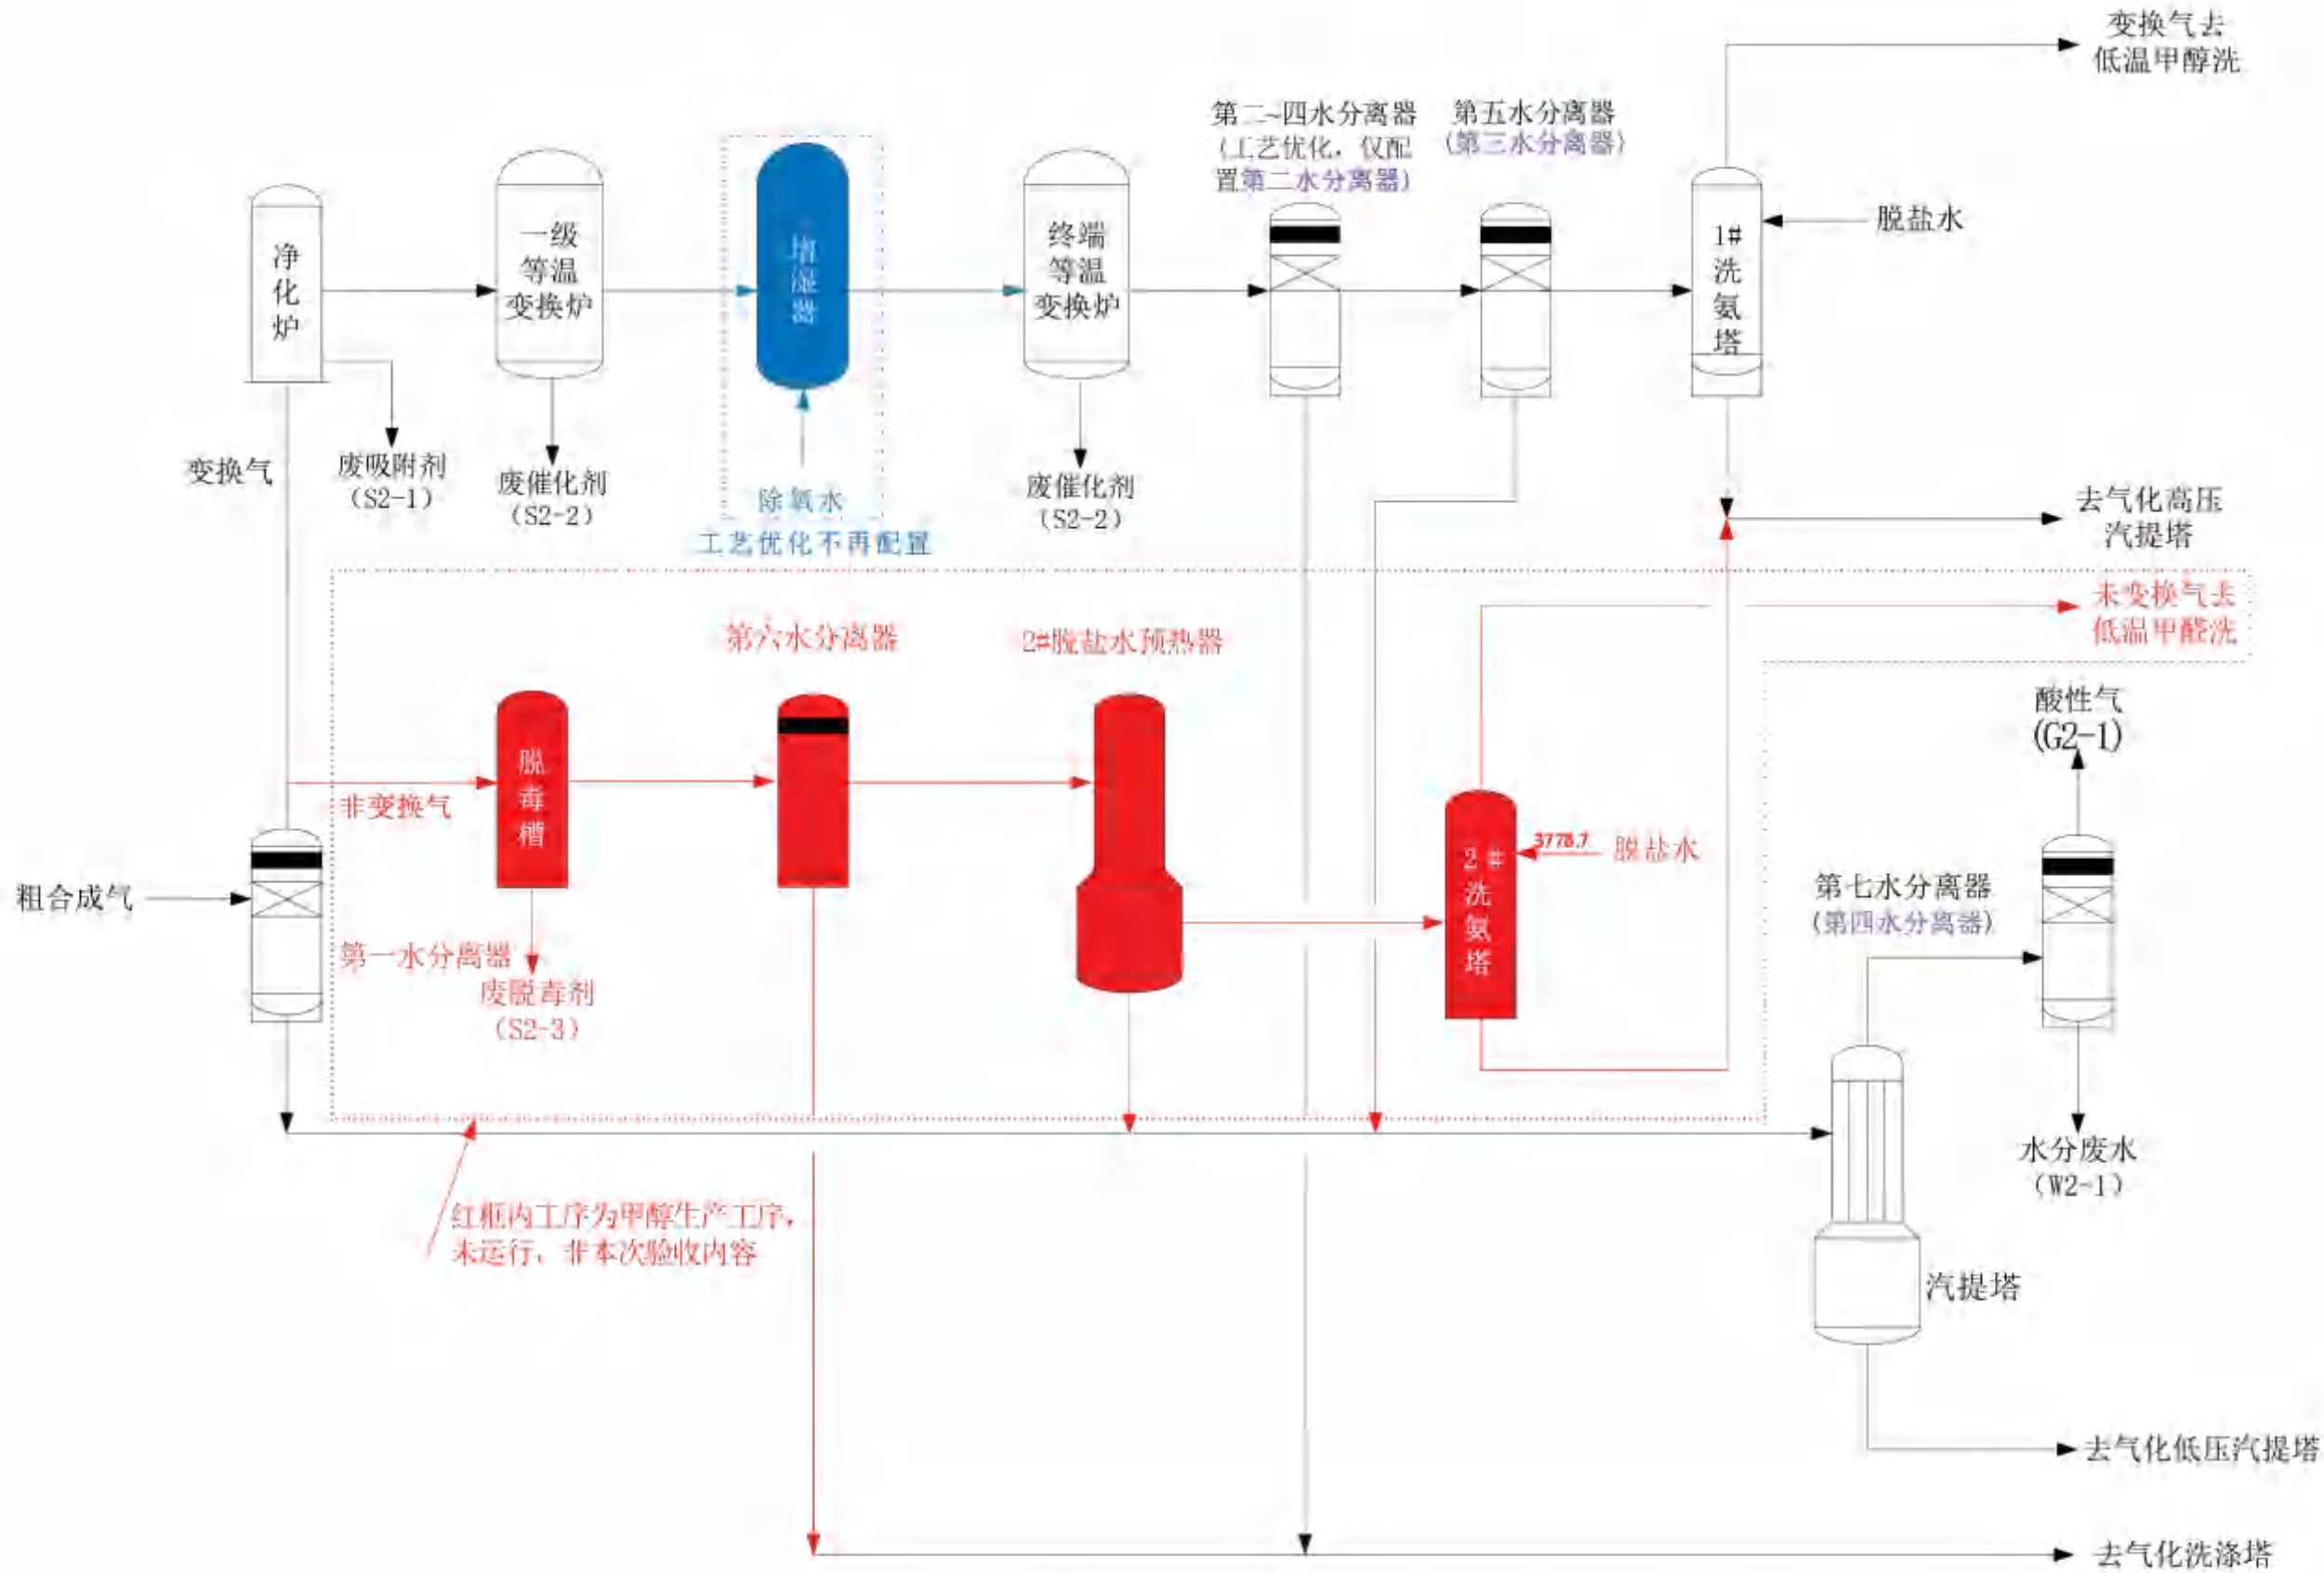 变换气去
低温甲醇洗
第二~四水分离器
(工艺优化，仅配
置第二水分离器)
第五水分离器
(第三水分离器)
净
化
炉
一级
等温
变换炉
增
湿
器
终端
等温
变换炉
1#
洗
氨
塔
脱盐水
变换气
废吸附剂
(S2-1)
废催化剂
(S2-2)
除氧水
工艺优化不再配置
废催化剂
(S2-2)
去气化高压
汽提塔
未变换气去
低温甲醛洗
第六水分离器
2#脱盐水预热器
酸性气
(G2-1)
脱
毒
槽
非变换气
粗合成气
第一水分离器
废脱毒剂
(S2-3)
2#
洗
氨
塔
3778.7
脱盐水
第七水分离器
(第四水分离器)
水分废水
(W2-1)
红框内工序为甲醇生产工序，
未运行，非本次验收内容
汽提塔
去气化低压汽提塔
去气化洗涤塔